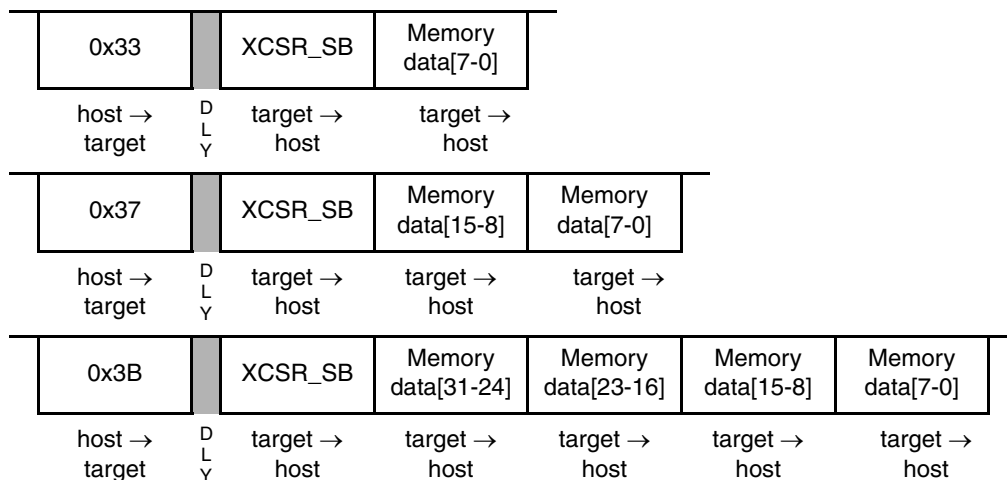 0x33 XCSR_SB Memory data[7-0]
host → target D L Y target → host target → host
0x37 XCSR_SB Memory data[15-8] Memory data[7-0]
host → target D L Y target → host target → host target → host
0x3B XCSR_SB Memory data[31-24] Memory data[23-16] Memory data[15-8] Memory data[7-0]
host → target D L Y target → host target → host target → host target → host target → host